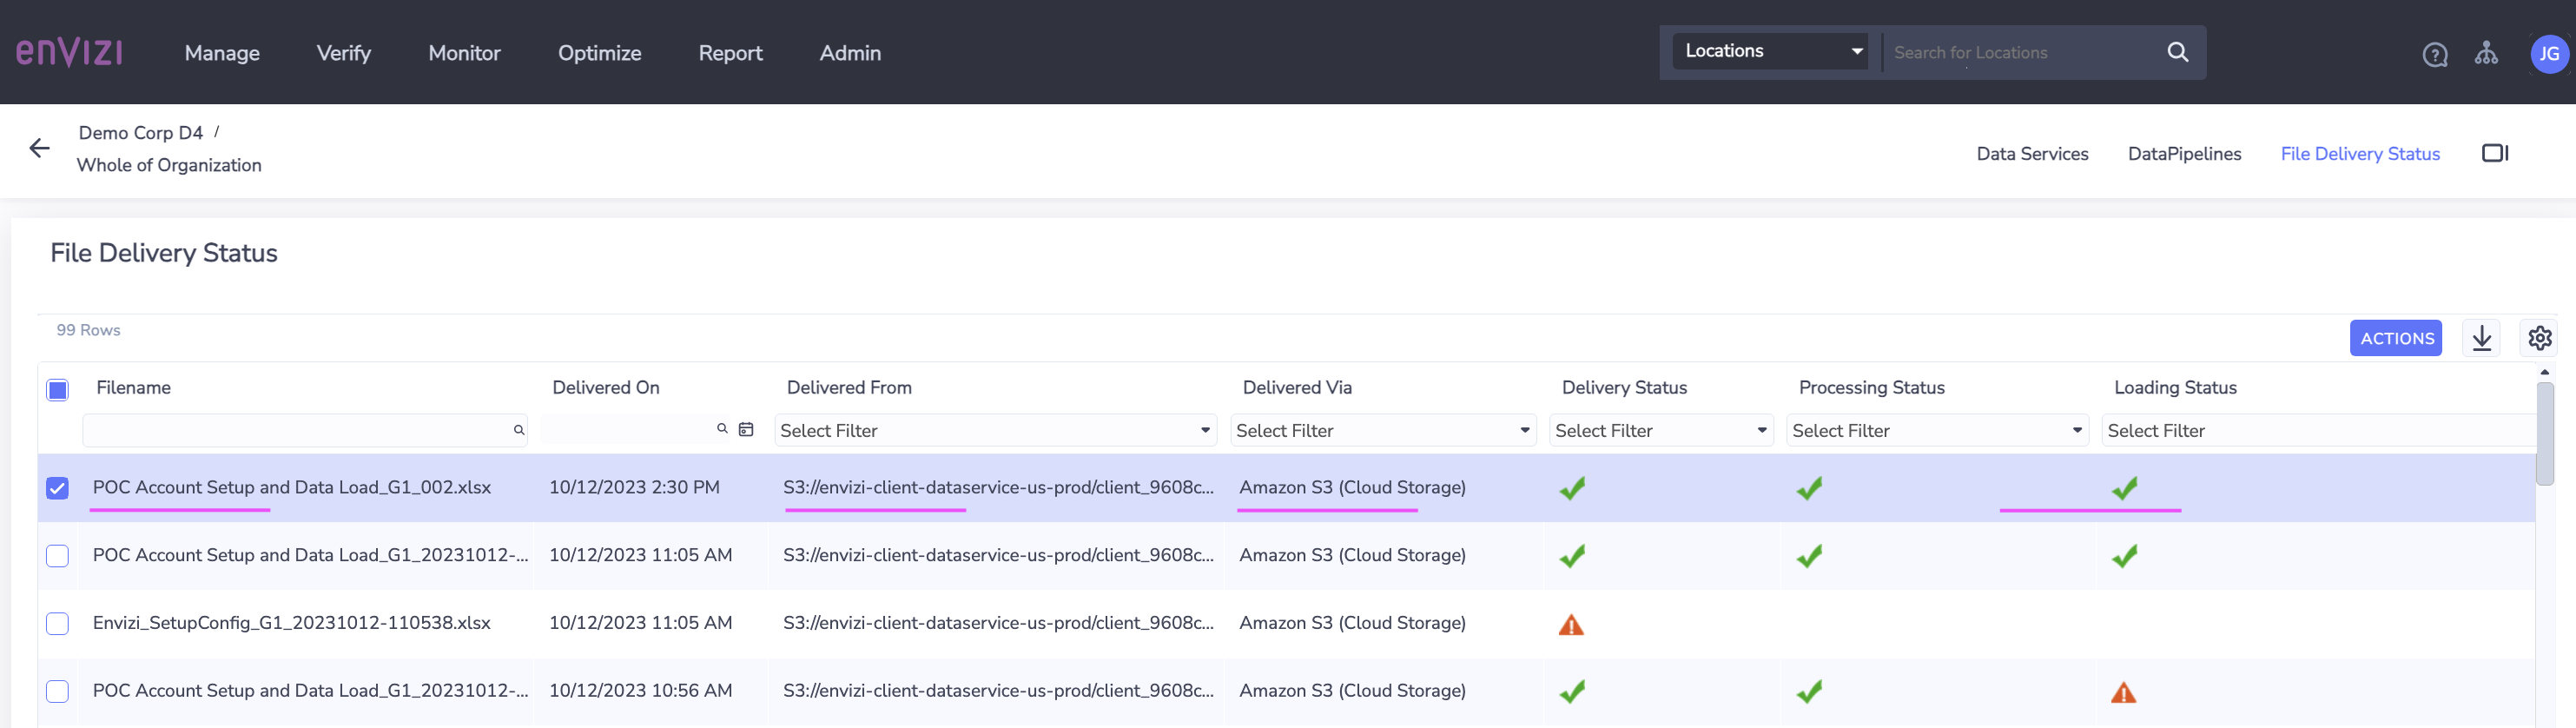 enVIZI
Manage Verify Monitor Optimize Report Admin
Locations Search for Locations JG
Demo Corp D4 /
Whole of Organization
Data Services DataPipelines File Delivery Status
File Delivery Status
99 Rows
ACTIONS
Filename Delivered On Delivered From Delivered Via Delivery Status Processing Status Loading Status
Select Filter Select Filter Select Filter Select Filter Select Filter
POC Account Setup and Data Load_G1_002.xlsx 10/12/2023 2:30 PM S3://envizi-client-dataservice-us-prod/client_9608c... Amazon S3 (Cloud Storage)
POC Account Setup and Data Load_G1_20231012-... 10/12/2023 11:05 AM S3://envizi-client-dataservice-us-prod/client_9608c... Amazon S3 (Cloud Storage)
Envizi_SetupConfig_G1_20231012-110538.xlsx 10/12/2023 11:05 AM S3://envizi-client-dataservice-us-prod/client_9608c... Amazon S3 (Cloud Storage)
POC Account Setup and Data Load_G1_20231012-... 10/12/2023 10:56 AM S3://envizi-client-dataservice-us-prod/client_9608c... Amazon S3 (Cloud Storage)